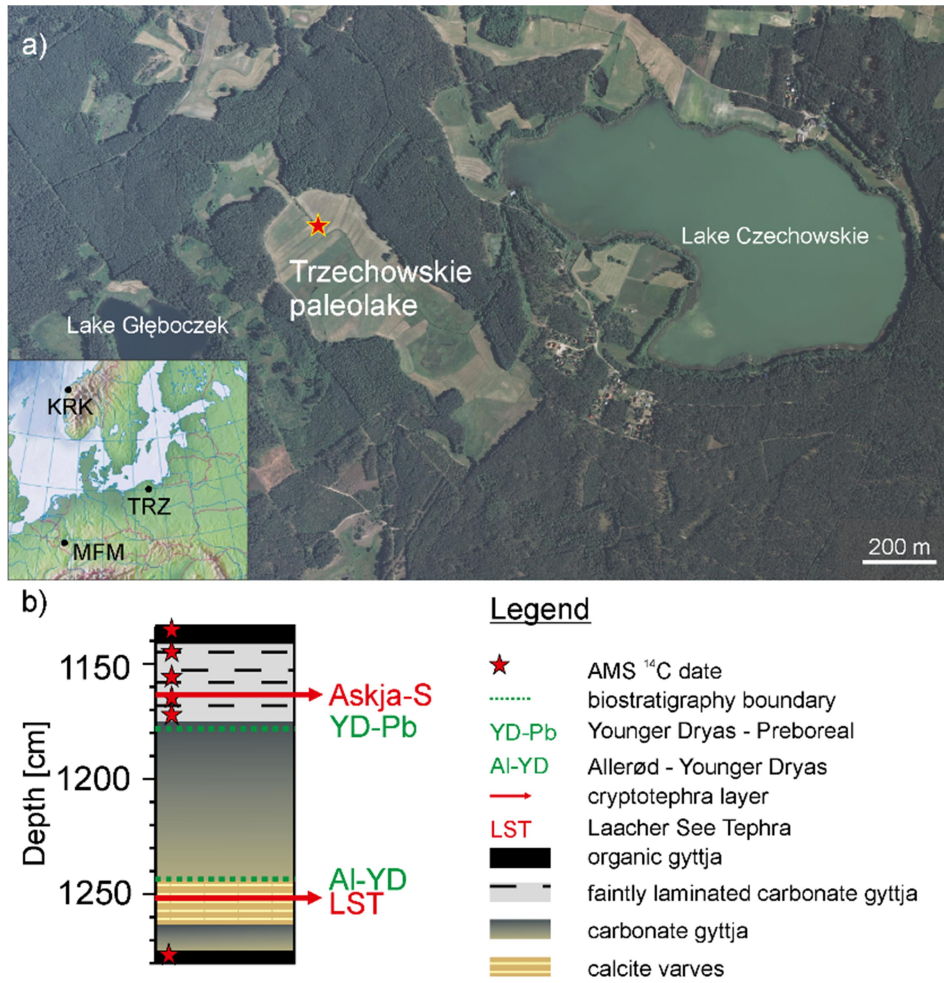 a)
Lake Czechowskie
Trzechowskie
paleolake
Lake Głęboczek
KRK
TRZ
MFM
200 m
b)
Depth [cm]
1150
1200
1250
Askja-S
YD-Pb
Al-YD
LST
Legend
AMS ¹⁴C date
biostratigraphy boundary
YD-Pb Younger Dryas - Preboreal
Al-YD Allerød - Younger Dryas
cryptotephra layer
LST Laacher See Tephra
organic gyttja
faintly laminated carbonate gyttja
carbonate gyttja
calcite varves